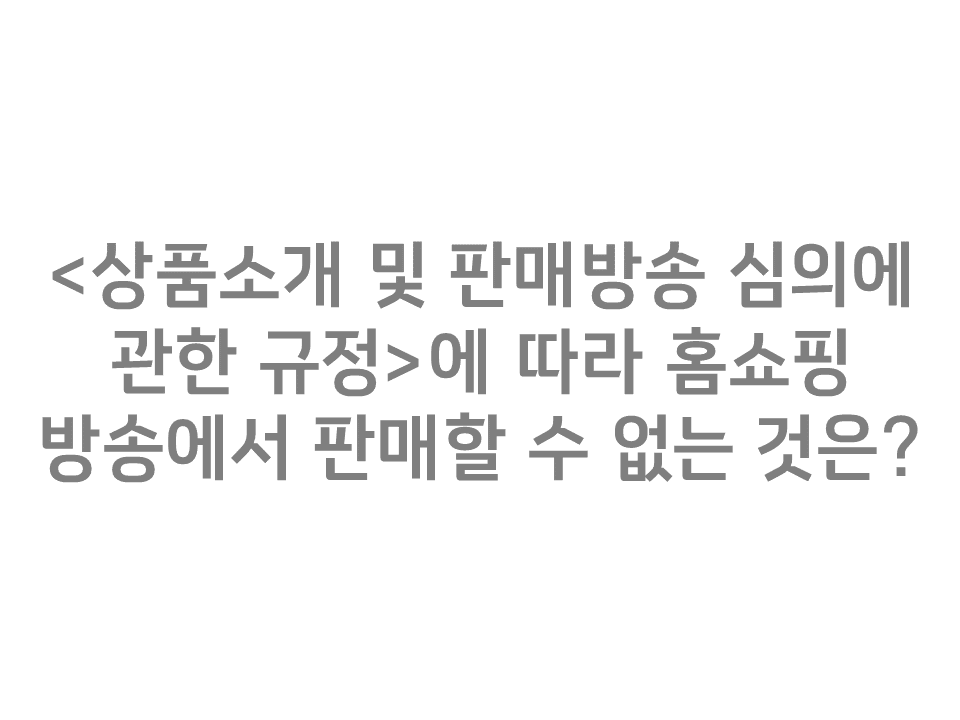 <상품소개 및 판매방송 심의에
관한 규정>에 따라 홈쇼핑
방송에서 판매할 수 없는 것은?